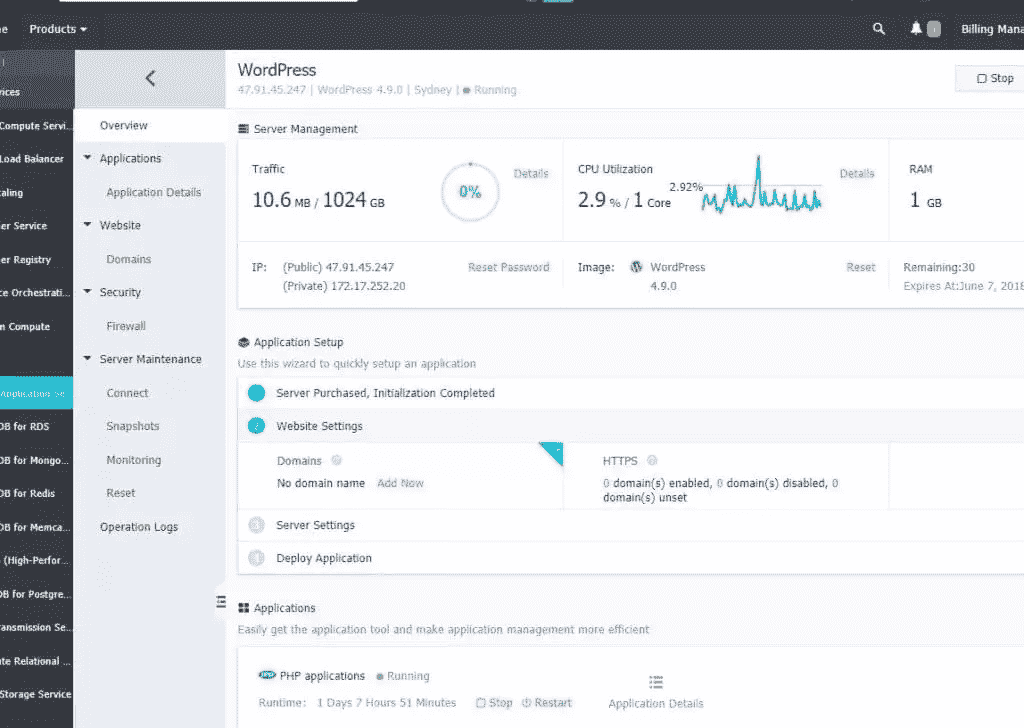 Products
Billing Mana
ices
Compute Servi...
Load Balancer
caling
er Service
er Registry
ce Orchestrati...
m Compute
Application Se
DB for RDS
DB for Mongo...
DB for Redis
DB for Memca...
(High-Perfor...
DB for Postgre...
ansmission Se...
te Relational ...
Storage Service
Overview
Applications
Application Details
Website
Domains
Security
Firewall
Server Maintenance
Connect
Snapshots
Monitoring
Reset
Operation Logs
WordPress
47.91.45.247 | WordPress 4.9.0 | Sydney | Running
Stop
Server Management
Traffic
Details
10.6 MB / 1024 GB
0%
CPU Utilization
Details
2.9 % / 1 Core
2.92%
RAM
1 GB
IP: (Public) 47.91.45.247
Reset Password
(Private) 172.17.252.20
Image: WordPress
Reset
4.9.0
Remaining:30
Expires At:June 7, 2018
Application Setup
Use this wizard to quickly setup an application
Server Purchased, Initialization Completed
2 Website Settings
Domains
No domain name Add Now
HTTPS
0 domain(s) enabled, 0 domain(s) disabled, 0
domain(s) unset
3 Server Settings
4 Deploy Application
Applications
Easily get the application tool and make application management more efficient
php PHP applications Running
Runtime: 1 Days 7 Hours 51 Minutes Stop Restart
Application Details